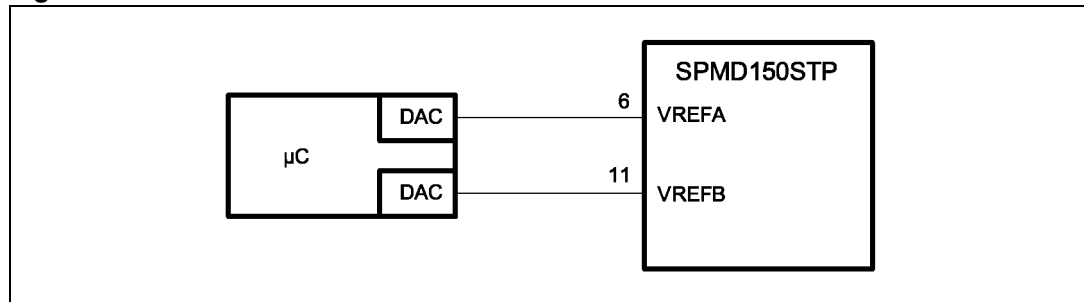 SPMD150STP
DAC
6
VREFA
µC
DAC
11
VREFB